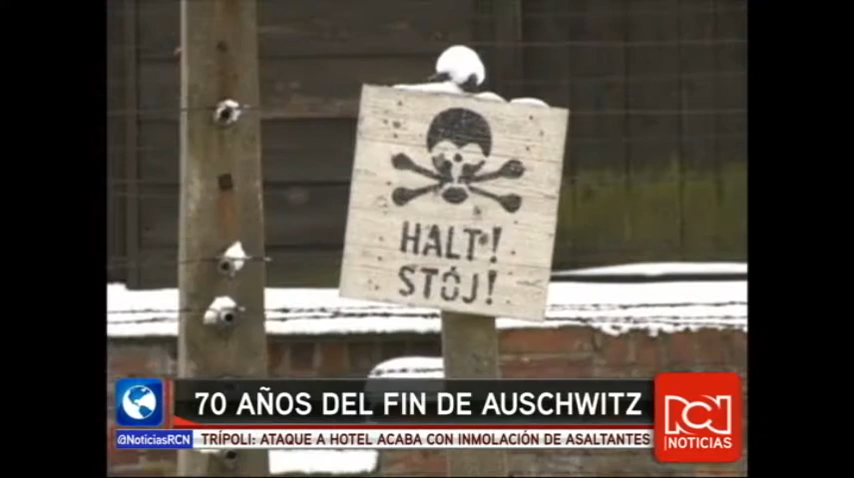 HALT!
STÓJ!
70 AÑOS DEL FIN DE AUSCHWITZ
@NoticiasRCN
TRÍPOLI: ATAQUE A HOTEL ACABA CON INMOLACIÓN DE ASALTANTES
RCN
NOTICIAS